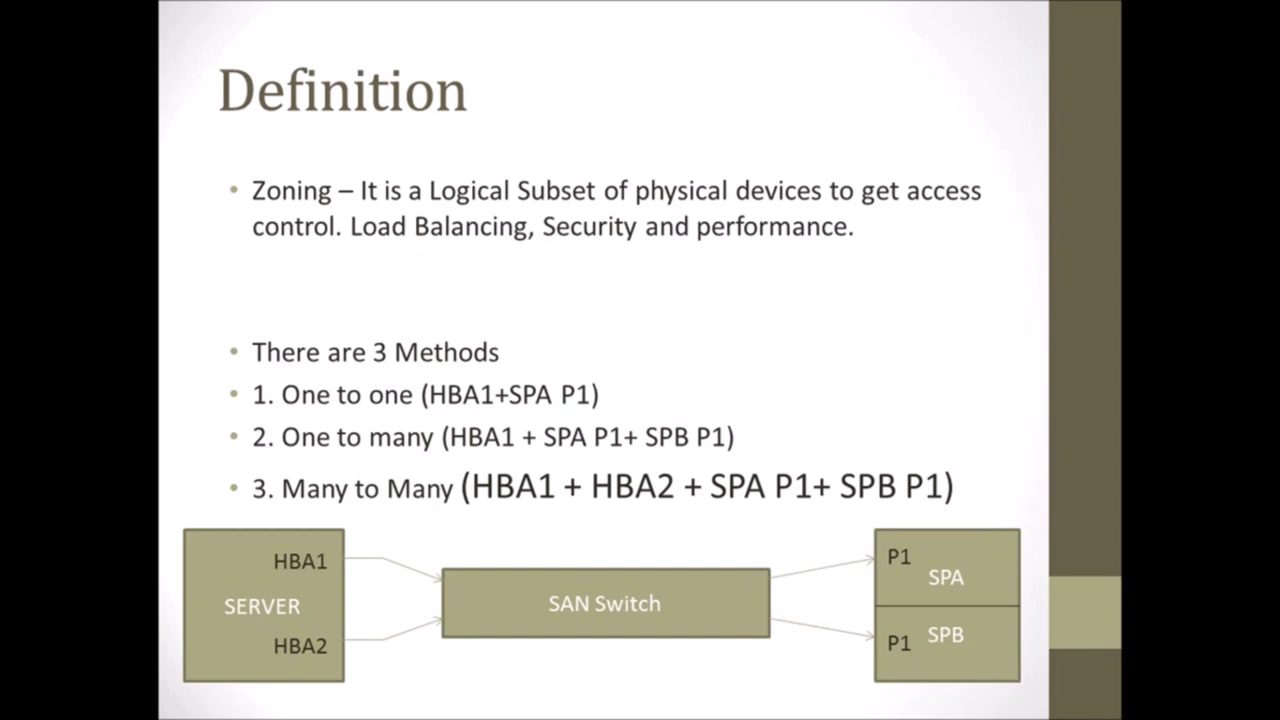 Definition
• Zoning – It is a Logical Subset of physical devices to get access
control. Load Balancing, Security and performance.
• There are 3 Methods
• 1. One to one (HBA1+SPA P1)
• 2. One to many (HBA1 + SPA P1+ SPB P1)
• 3. Many to Many (HBA1 + HBA2 + SPA P1+ SPB P1)
HBA1
SERVER
HBA2
SAN Switch
P1
SPA
P1
SPB